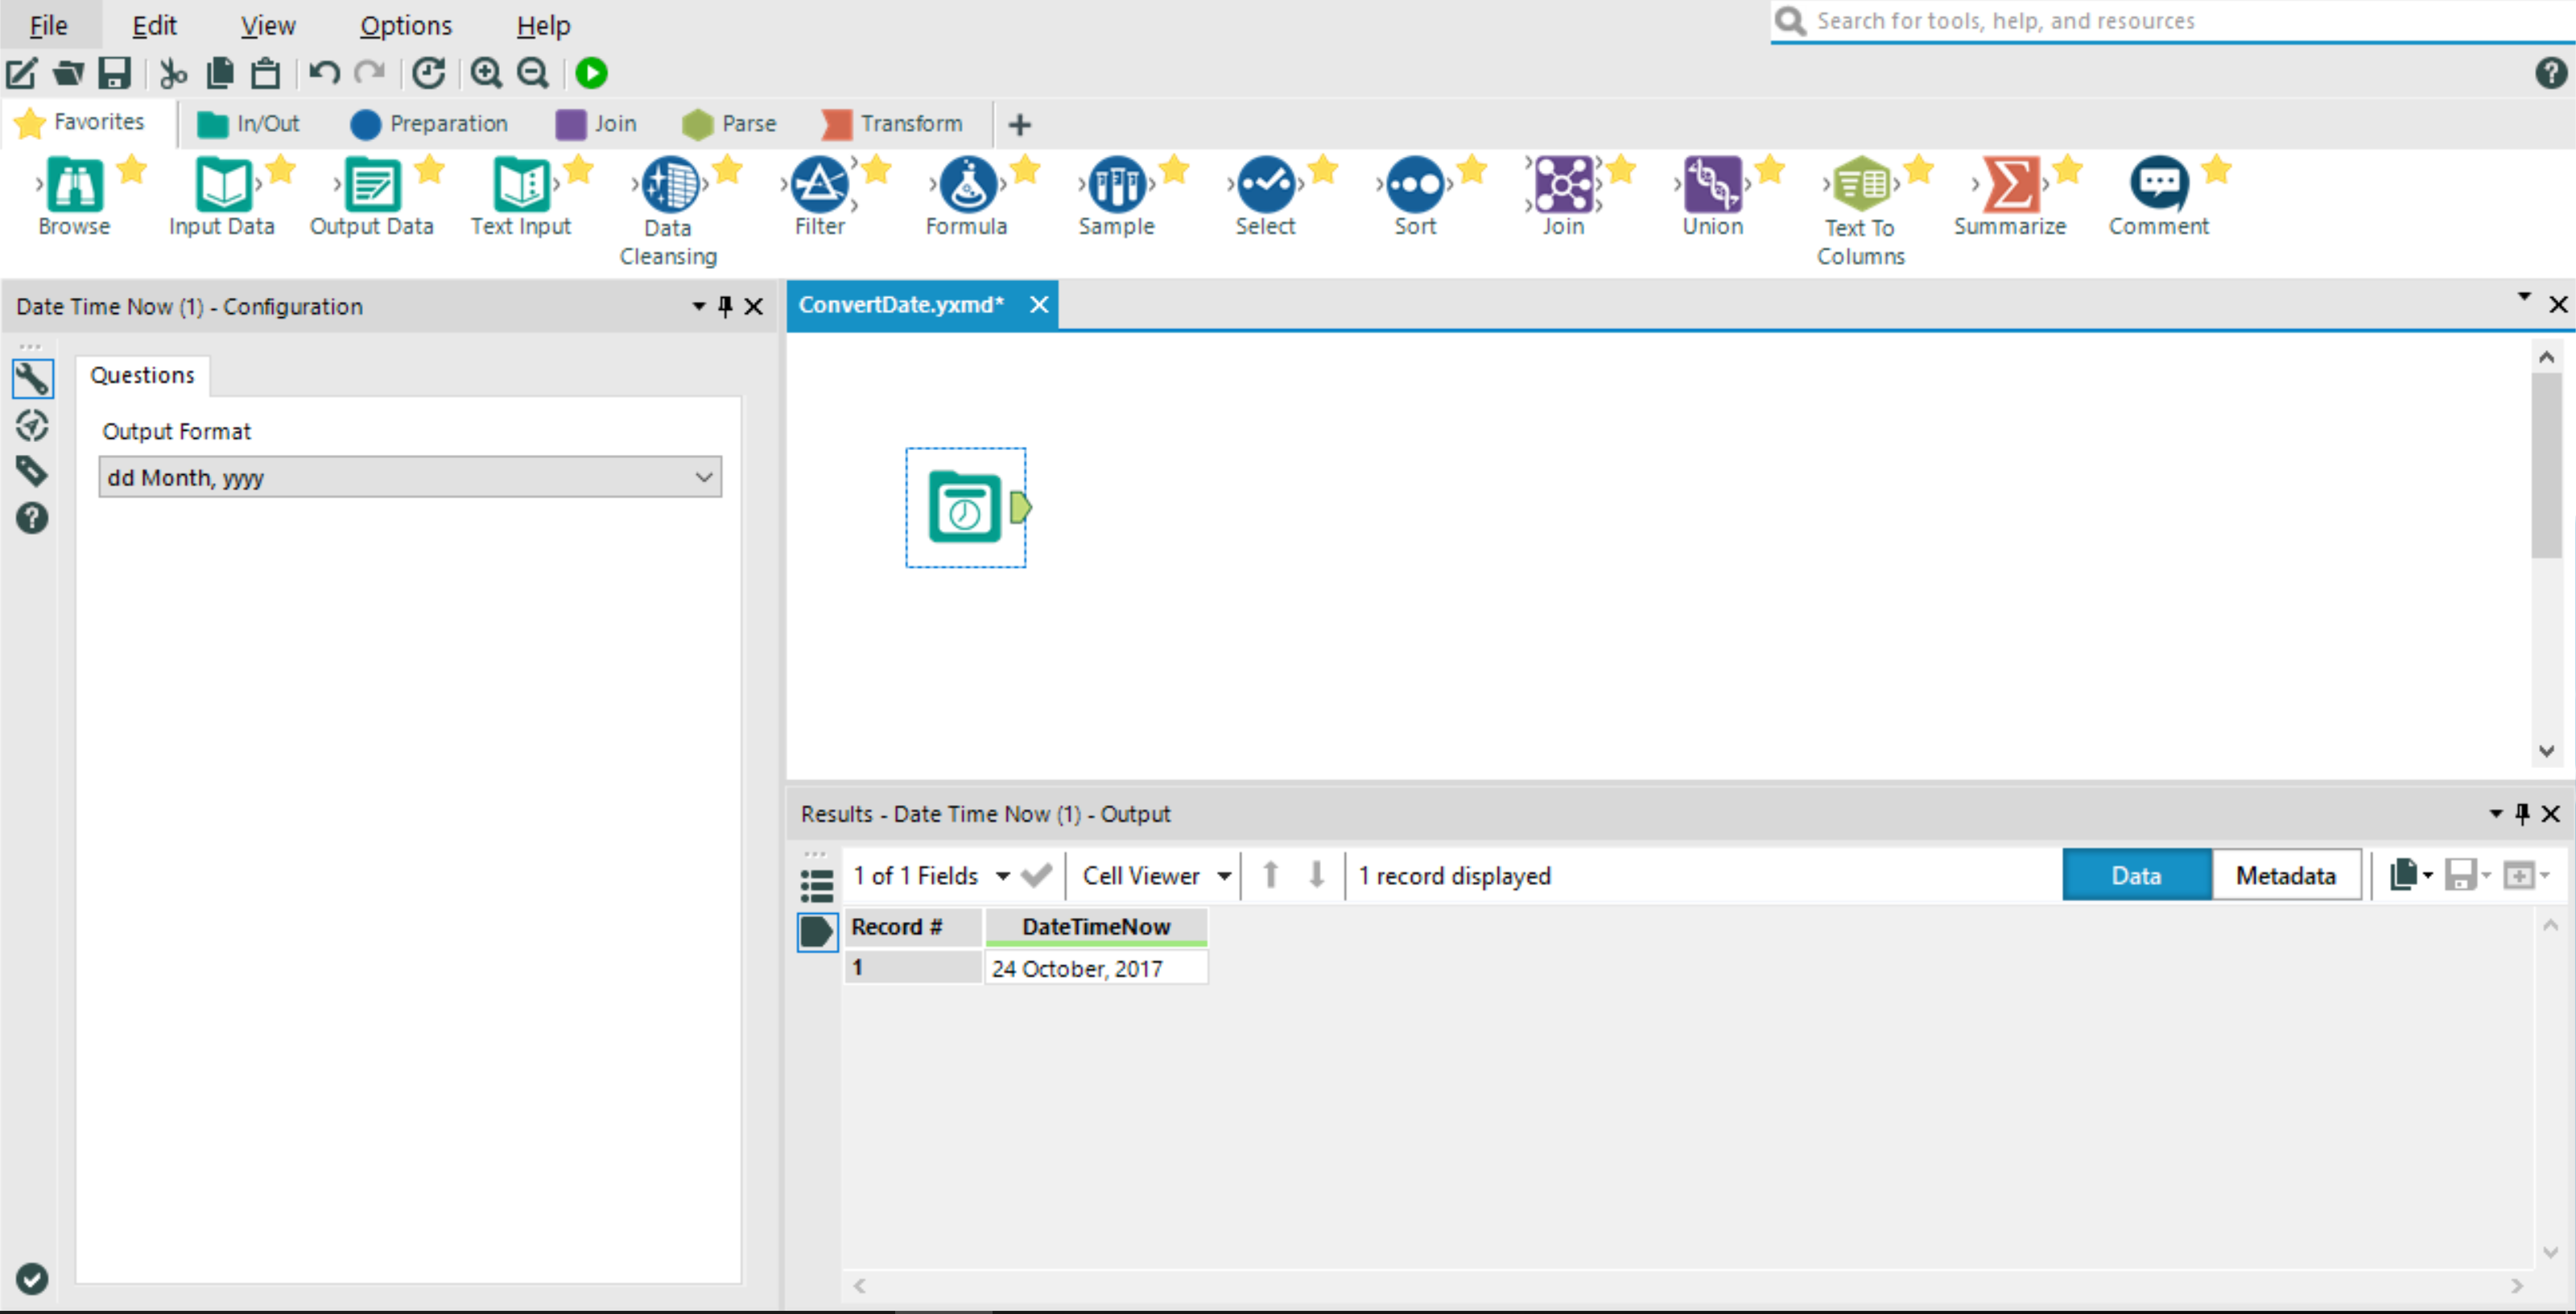 File Edit View Options Help
Search for tools, help, and resources
Favorites In/Out Preparation Join Parse Transform
Browse Input Data Output Data Text Input Data Cleansing Filter Formula Sample Select Sort Join Union Text To Columns Summarize Comment
Date Time Now (1) - Configuration
ConvertDate.yxmd*
Questions
Output Format
dd Month, yyyy
Results - Date Time Now (1) - Output
1 of 1 Fields Cell Viewer 1 record displayed Data Metadata
Record # DateTimeNow
1 24 October, 2017